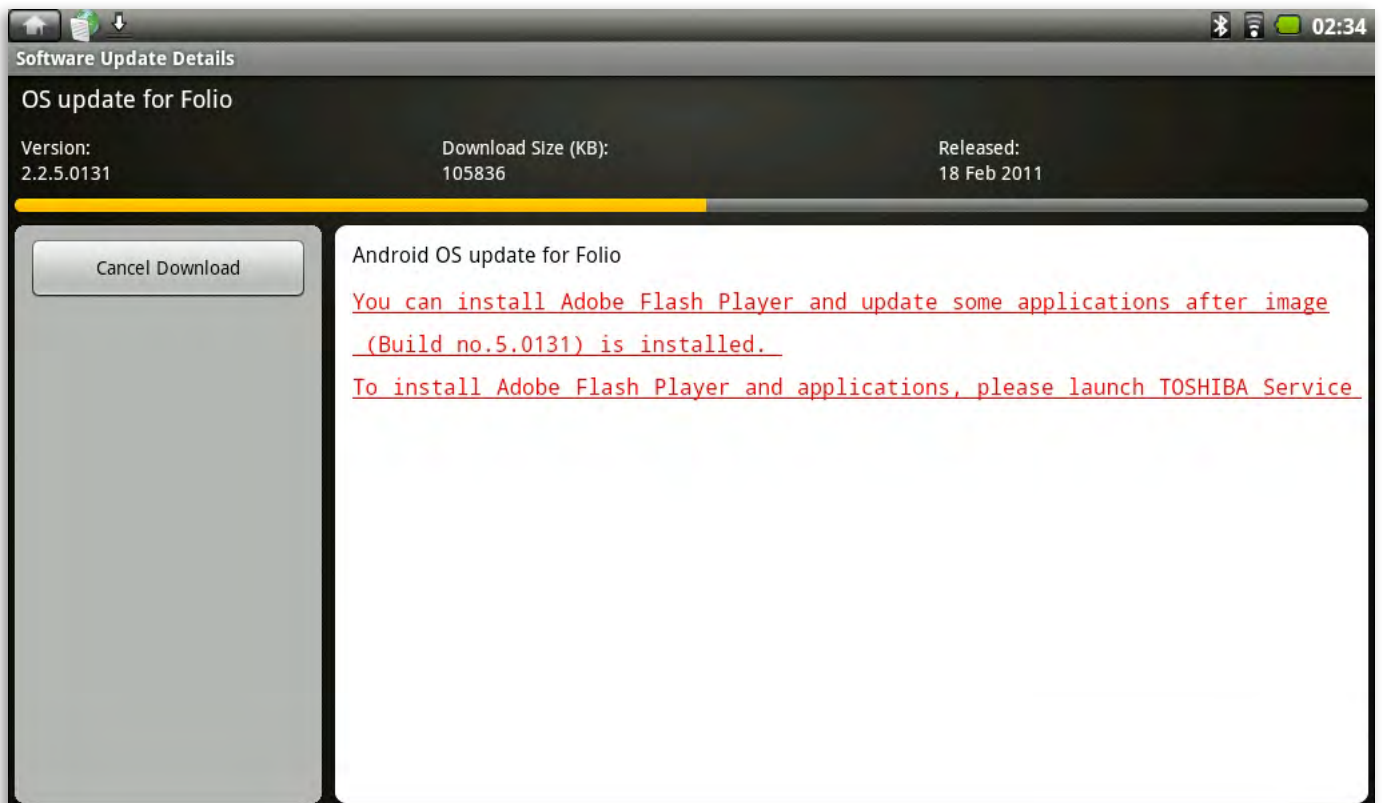 02:34
Software Update Details
OS update for Folio
Version: Download Size (KB): Released:
2.2.5.0131 105836 18 Feb 2011
Cancel Download
Android OS update for Folio
You can install Adobe Flash Player and update some applications after image
(Build no.5.0131) is installed.
To install Adobe Flash Player and applications, please launch TOSHIBA Service